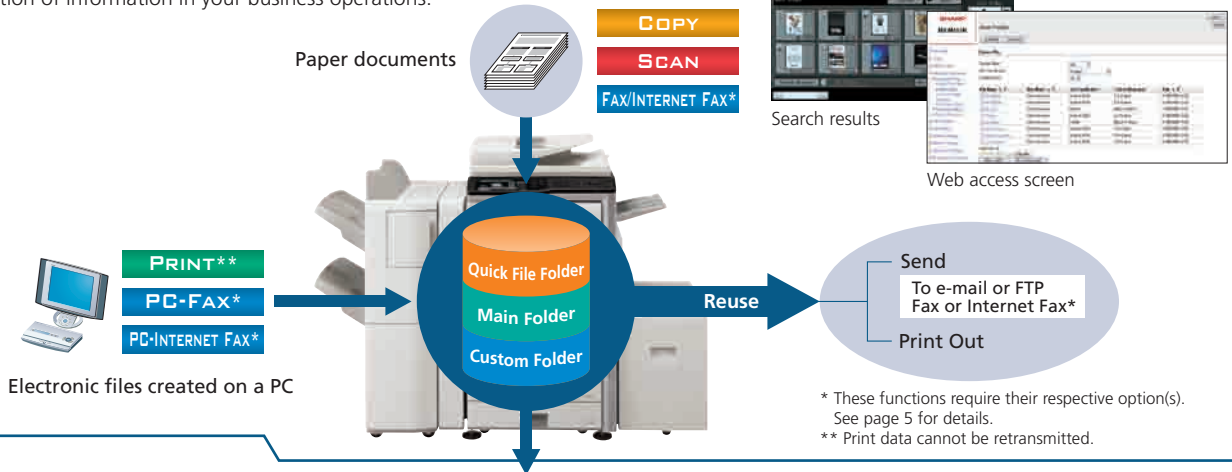 tion of information in your business operations.
Paper documents
COPY
SCAN
FAX/INTERNET FAX*
Search results
SHARP
Web access screen
PRINT**
PC-FAX*
PC-INTERNET FAX*
Electronic files created on a PC
Quick File Folder
Main Folder
Custom Folder
Reuse
Send
To e-mail or FTP
Fax or Internet Fax*
Print Out
* These functions require their respective option(s).
See page 5 for details.
** Print data cannot be retransmitted.